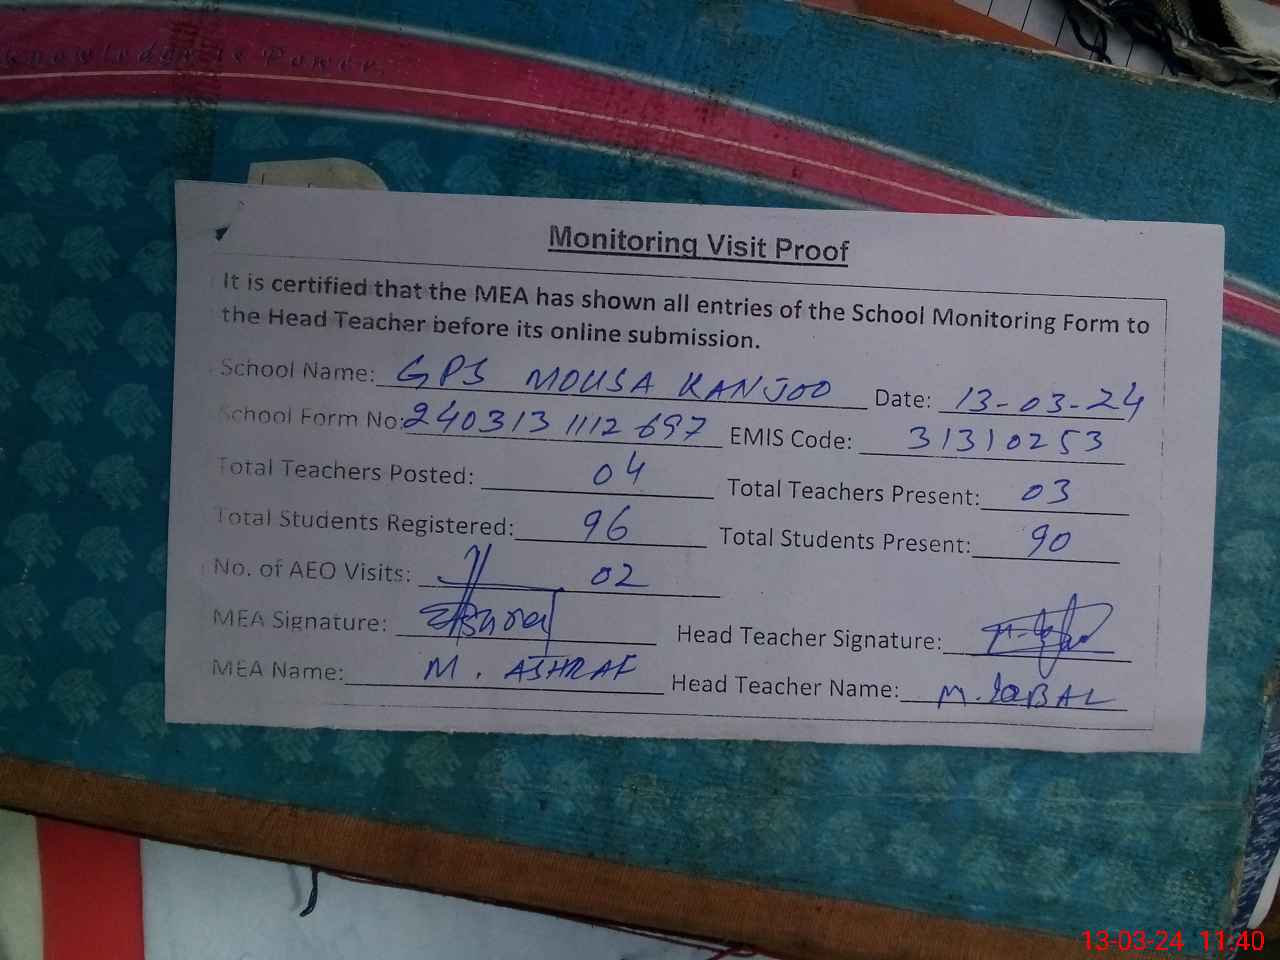 Knowledge is Power.
Monitoring Visit Proof
It is certified that the MEA has shown all entries of the School Monitoring Form to
the Head Teacher before its online submission.
School Name: GPS MOUSA KANJOO Date: 13-03-24
School Form No: 2403131112697 EMIS Code: 31310253
Total Teachers Posted: 04 Total Teachers Present: 03
Total Students Registered: 96 Total Students Present: 90
No. of AEO Visits: 02
MEA Signature: Head Teacher Signature:
MEA Name: M. ASHRAF Head Teacher Name: M. IQBAL
13-03-24 11:40